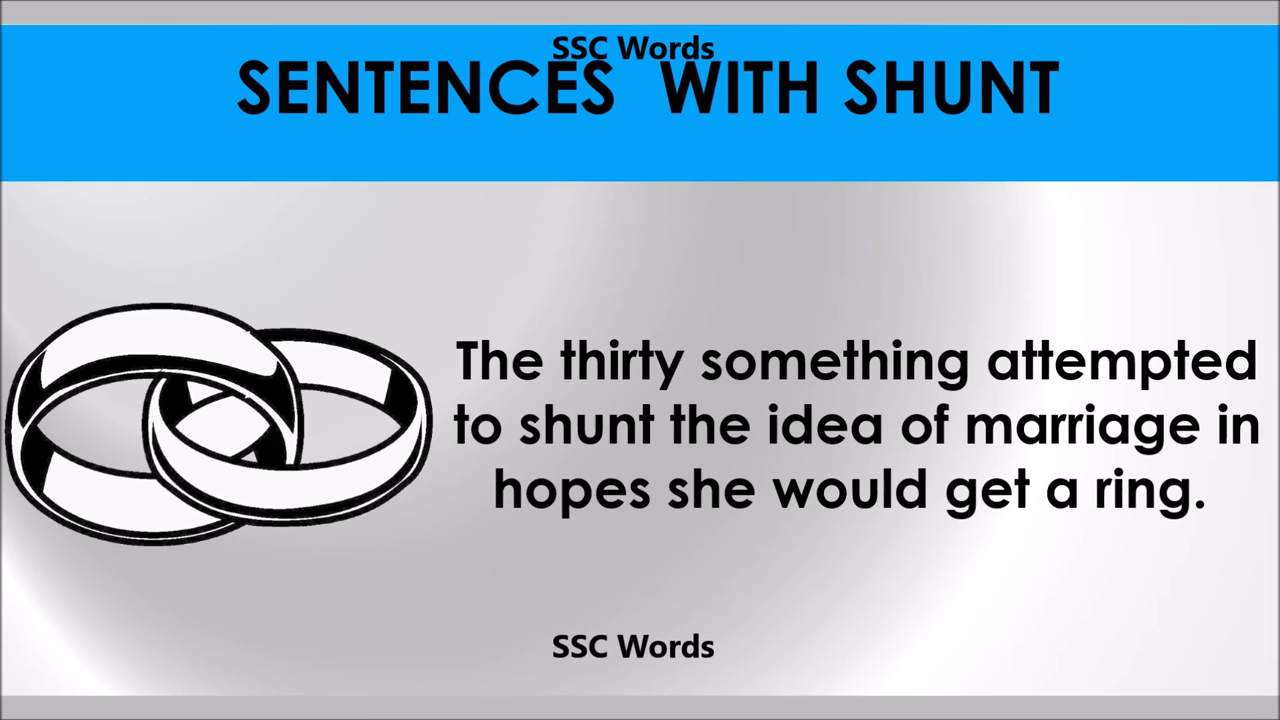 SSC Words
SENTENCES WITH SHUNT
The thirty something attempted
to shunt the idea of marriage in
hopes she would get a ring.
SSC Words